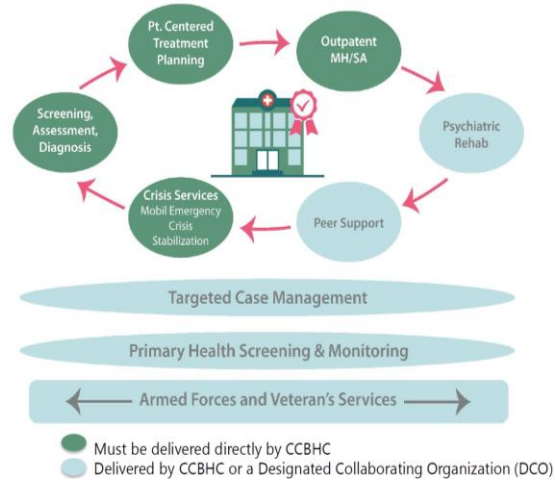 Pt. Centered
Treatment
Planning
Outpatent
MH/SA
Screening,
Assessment,
Diagnosis
Psychiatric
Rehab
Crisis Services
Mobil Emergency
Crisis
Stabilization
Peer Support
Targeted Case Management
Primary Health Screening & Monitoring
Armed Forces and Veteran's Services
Must be delivered directly by CCBHC
Delivered by CCBHC or a Designated Collaborating Organization (DCO)